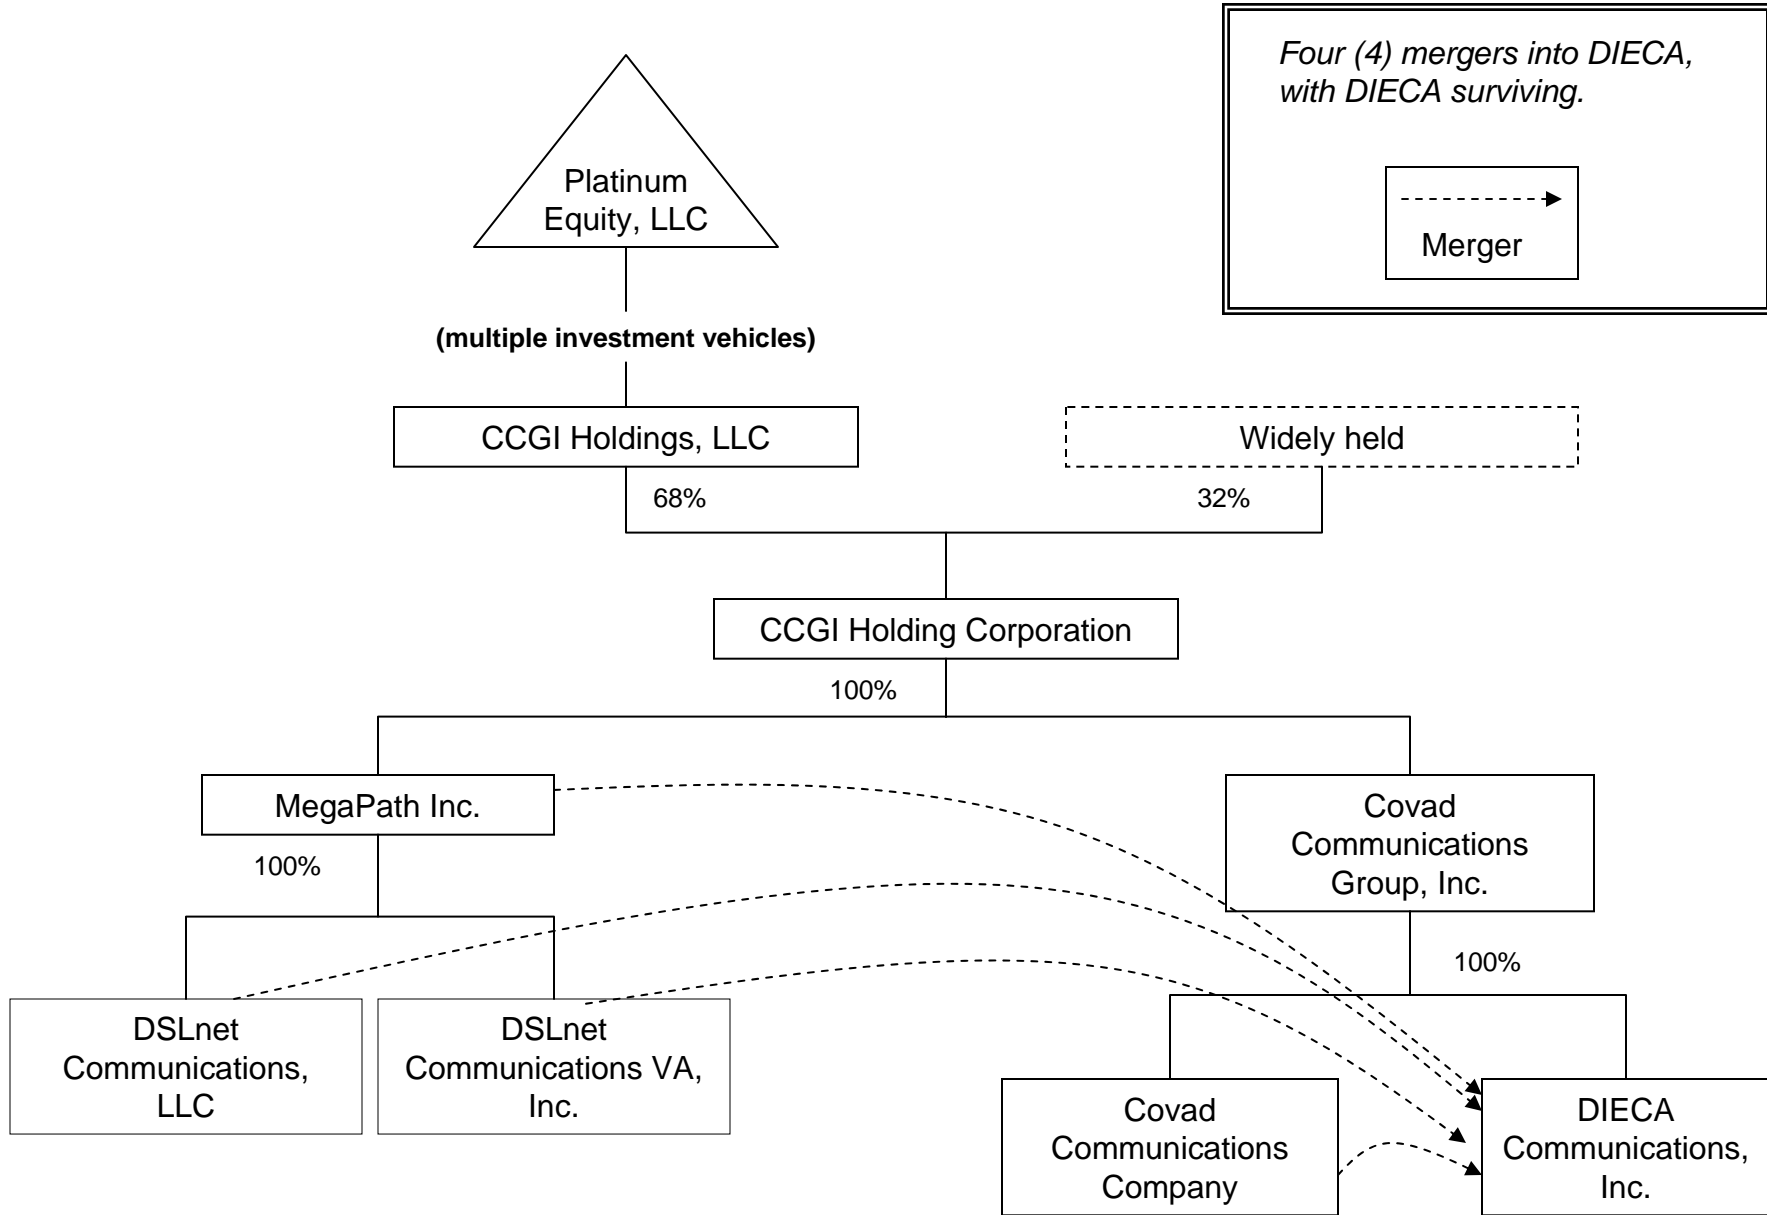 Four (4) mergers into DIECA,
with DIECA surviving.
Merger
Platinum
Equity, LLC
(multiple investment vehicles)
CCGI Holdings, LLC
Widely held
68%
32%
CCGI Holding Corporation
100%
MegaPath Inc.
100%
Covad
Communications
Group, Inc.
100%
DSLnet
Communications,
LLC
DSLnet
Communications VA,
Inc.
Covad
Communications
Company
DIECA
Communications,
Inc.